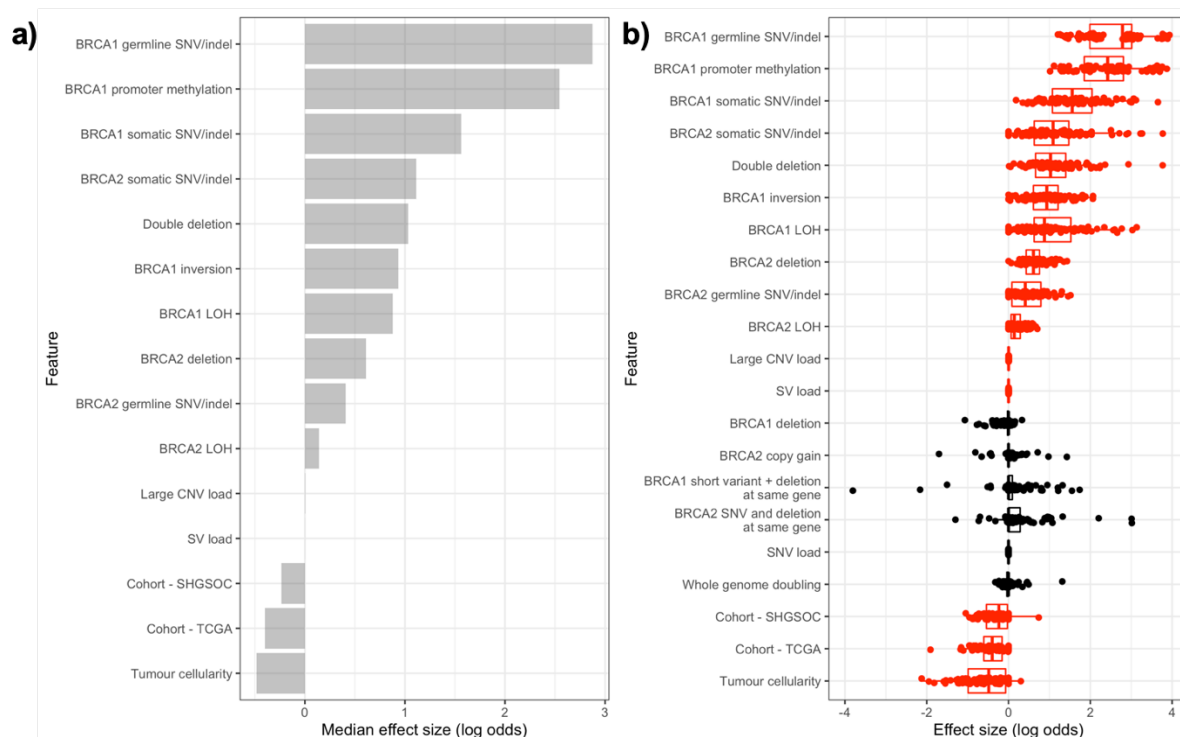 a)
BRCA1 germline SNV/indel
BRCA1 promoter methylation
BRCA1 somatic SNV/indel
BRCA2 somatic SNV/indel
Double deletion
BRCA1 inversion
BRCA1 LOH
BRCA2 deletion
BRCA2 germline SNV/indel
BRCA2 LOH
Large CNV load
SV load
Cohort - SHGSOC
Cohort - TCGA
Tumour cellularity
Feature
0 1 2 3
Median effect size (log odds)
b)
BRCA1 germline SNV/indel
BRCA1 promoter methylation
BRCA1 somatic SNV/indel
BRCA2 somatic SNV/indel
Double deletion
BRCA1 inversion
BRCA1 LOH
BRCA2 deletion
BRCA2 germline SNV/indel
BRCA2 LOH
Large CNV load
SV load
BRCA1 deletion
BRCA2 copy gain
BRCA1 short variant + deletion
at same gene
BRCA2 SNV and deletion
at same gene
SNV load
Whole genome doubling
Cohort - SHGSOC
Cohort - TCGA
Tumour cellularity
Feature
-4 -2 0 2 4
Effect size (log odds)